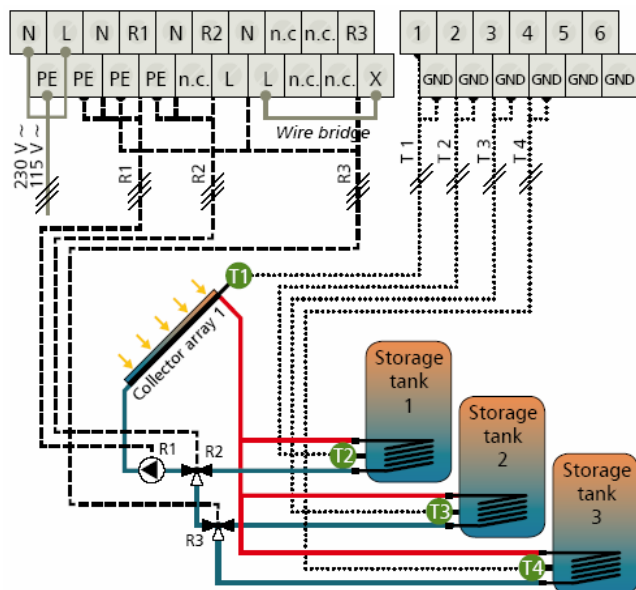 N L N R1 N R2 N n.c n.c. R3
1 2 3 4 5 6
PE PE PE PE n.c. L L n.c. n.c. X
GND GND GND GND GND GND
Wire bridge
230 V ~
115 V ~
R1
R2
R3
T 1
T 2
T 3
T 4
T1
Collector array 1
Storage
tank
1
R1
R2
T2
Storage
tank
2
T3
R3
Storage
tank
3
T4